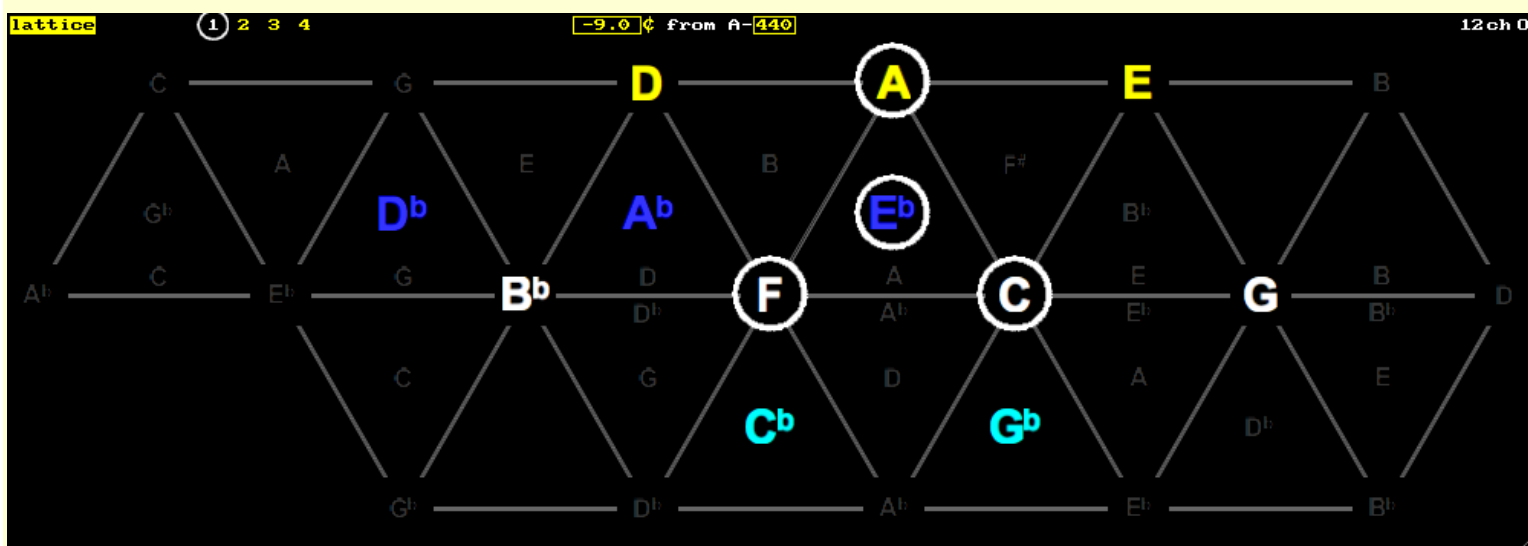 lattice 1 2 3 4 -9.0 ¢ from A-440 12ch 0
C G D A E B
A E B F#
G♭ D♭ A♭ E♭ B♭
C G D A E B
A♭ E♭ B♭ F C G D
D♭ A♭ E♭ B♭
C G D A E
C♭ G♭ D♭
G♭ D♭ A♭ E♭ B♭